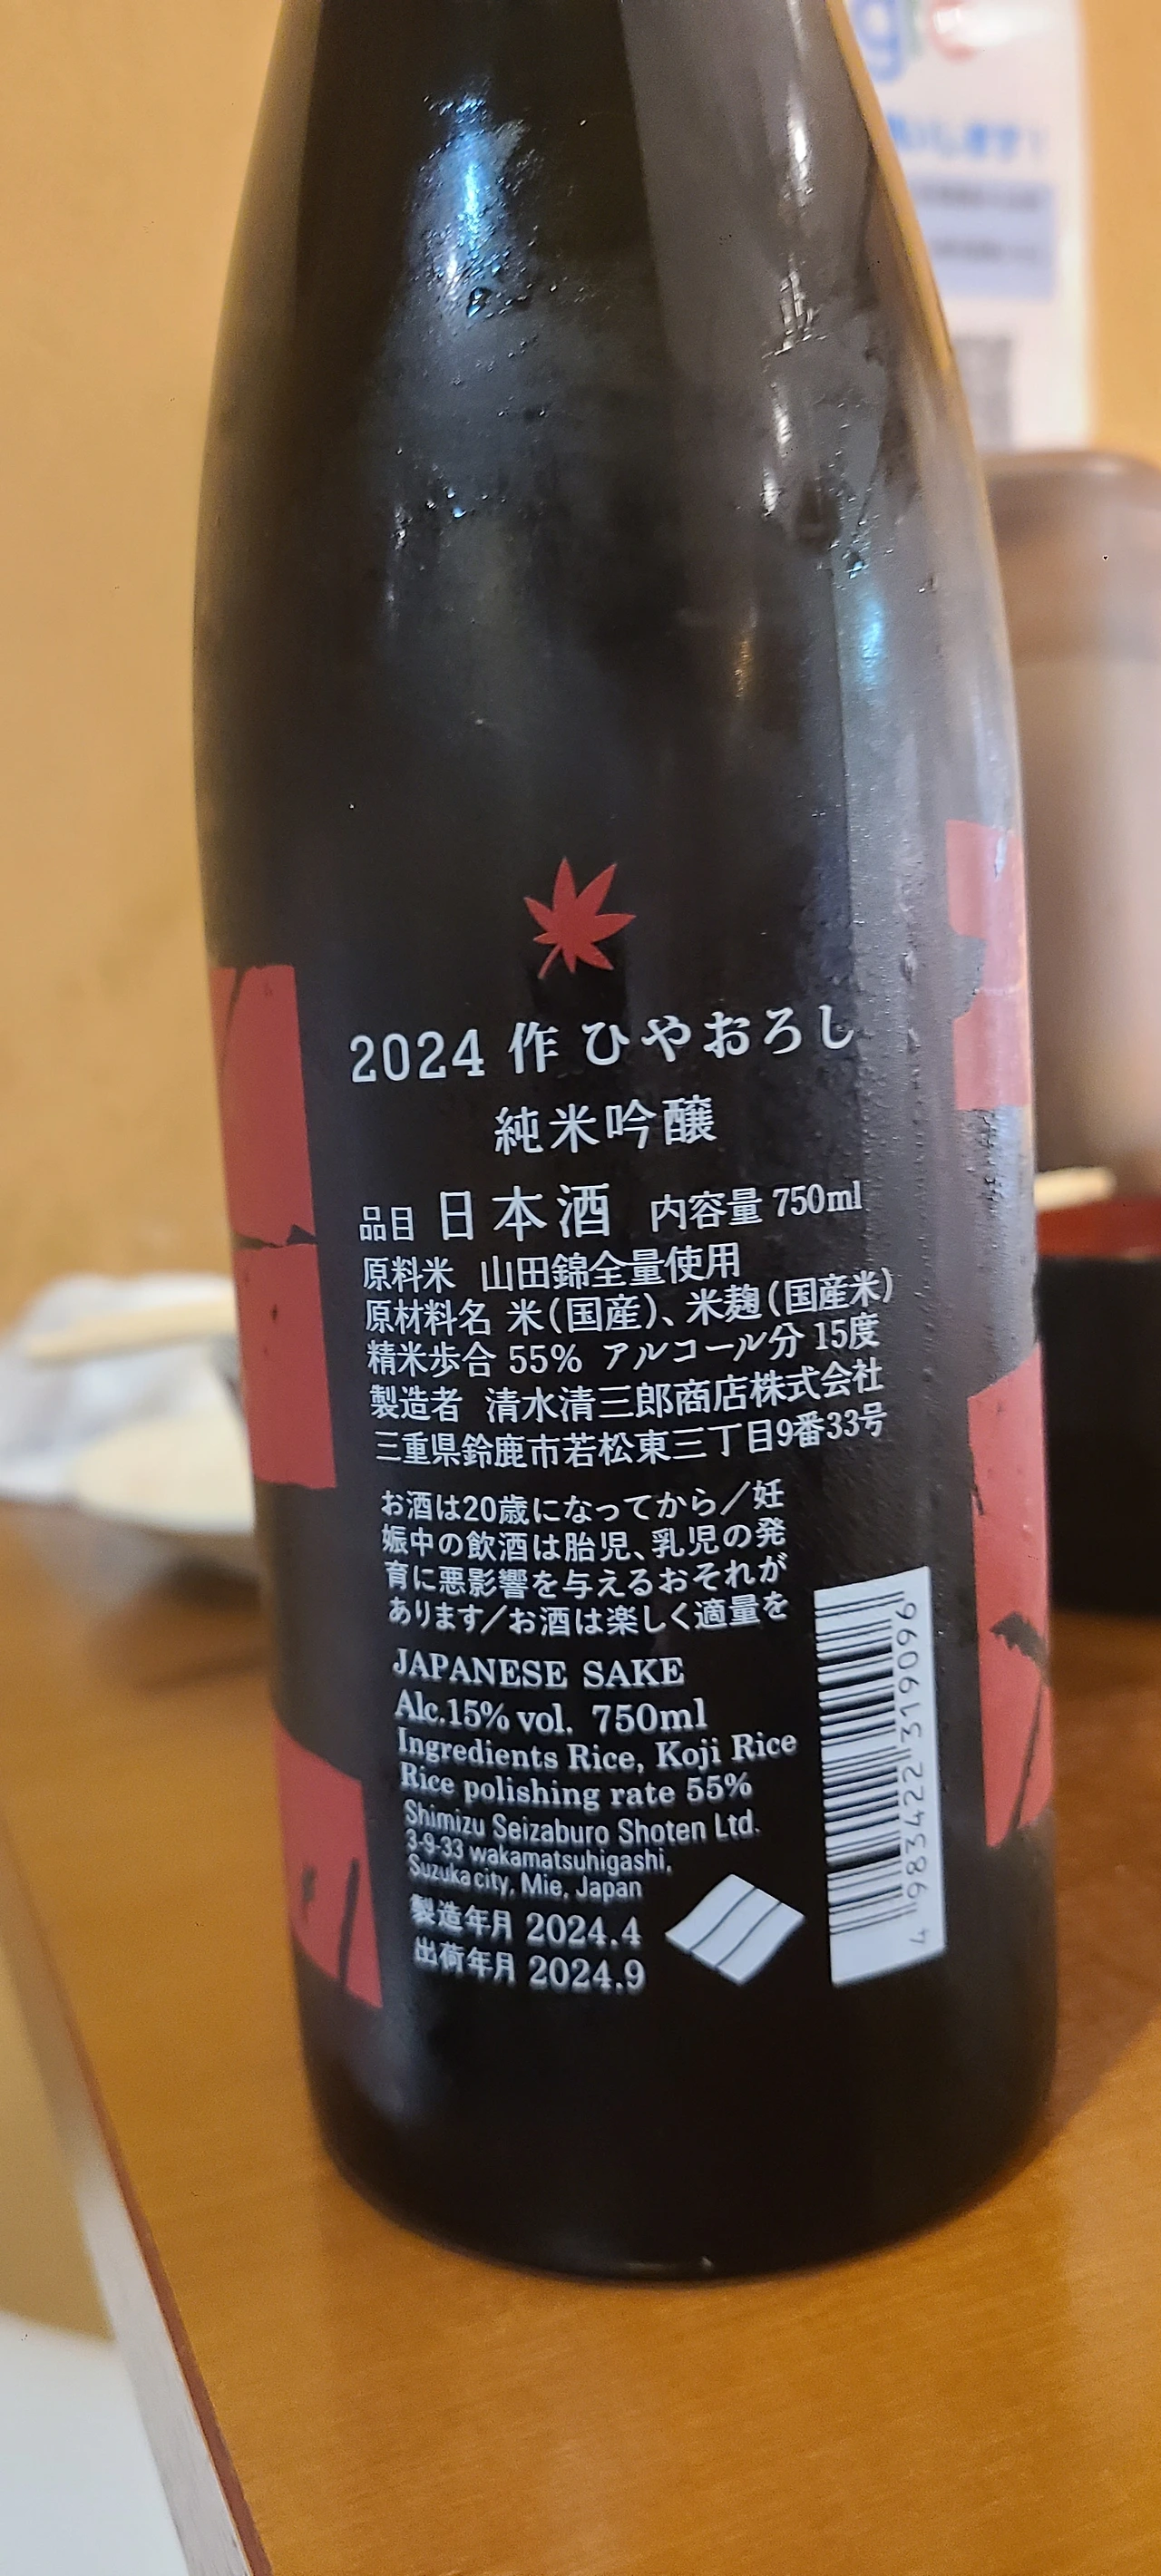 2024 作 ひやおろし
純米吟醸
品目 日本酒 内容量 750ml
原料米 山田錦全量使用
原材料名 米(国産)、米麹(国産米)
精米歩合 55% アルコール分 15度
製造者 清水清三郎商店株式会社
三重県鈴鹿市若松東三丁目9番33号
お酒は20歳になってから／妊
娠中の飲酒は胎児、乳児の発
育に悪影響を与えるおそれが
あります／お酒は楽しく適量を
JAPANESE SAKE
Alc.15% vol. 750ml
Ingredients Rice, Koji Rice
Rice polishing rate 55%
Shimizu Seizaburo Shoten Ltd.
3-9-33 wakamatsuhigashi,
Suzuka city, Mie, Japan
製造年月 2024.4
出荷年月 2024.9
4 983422 319096